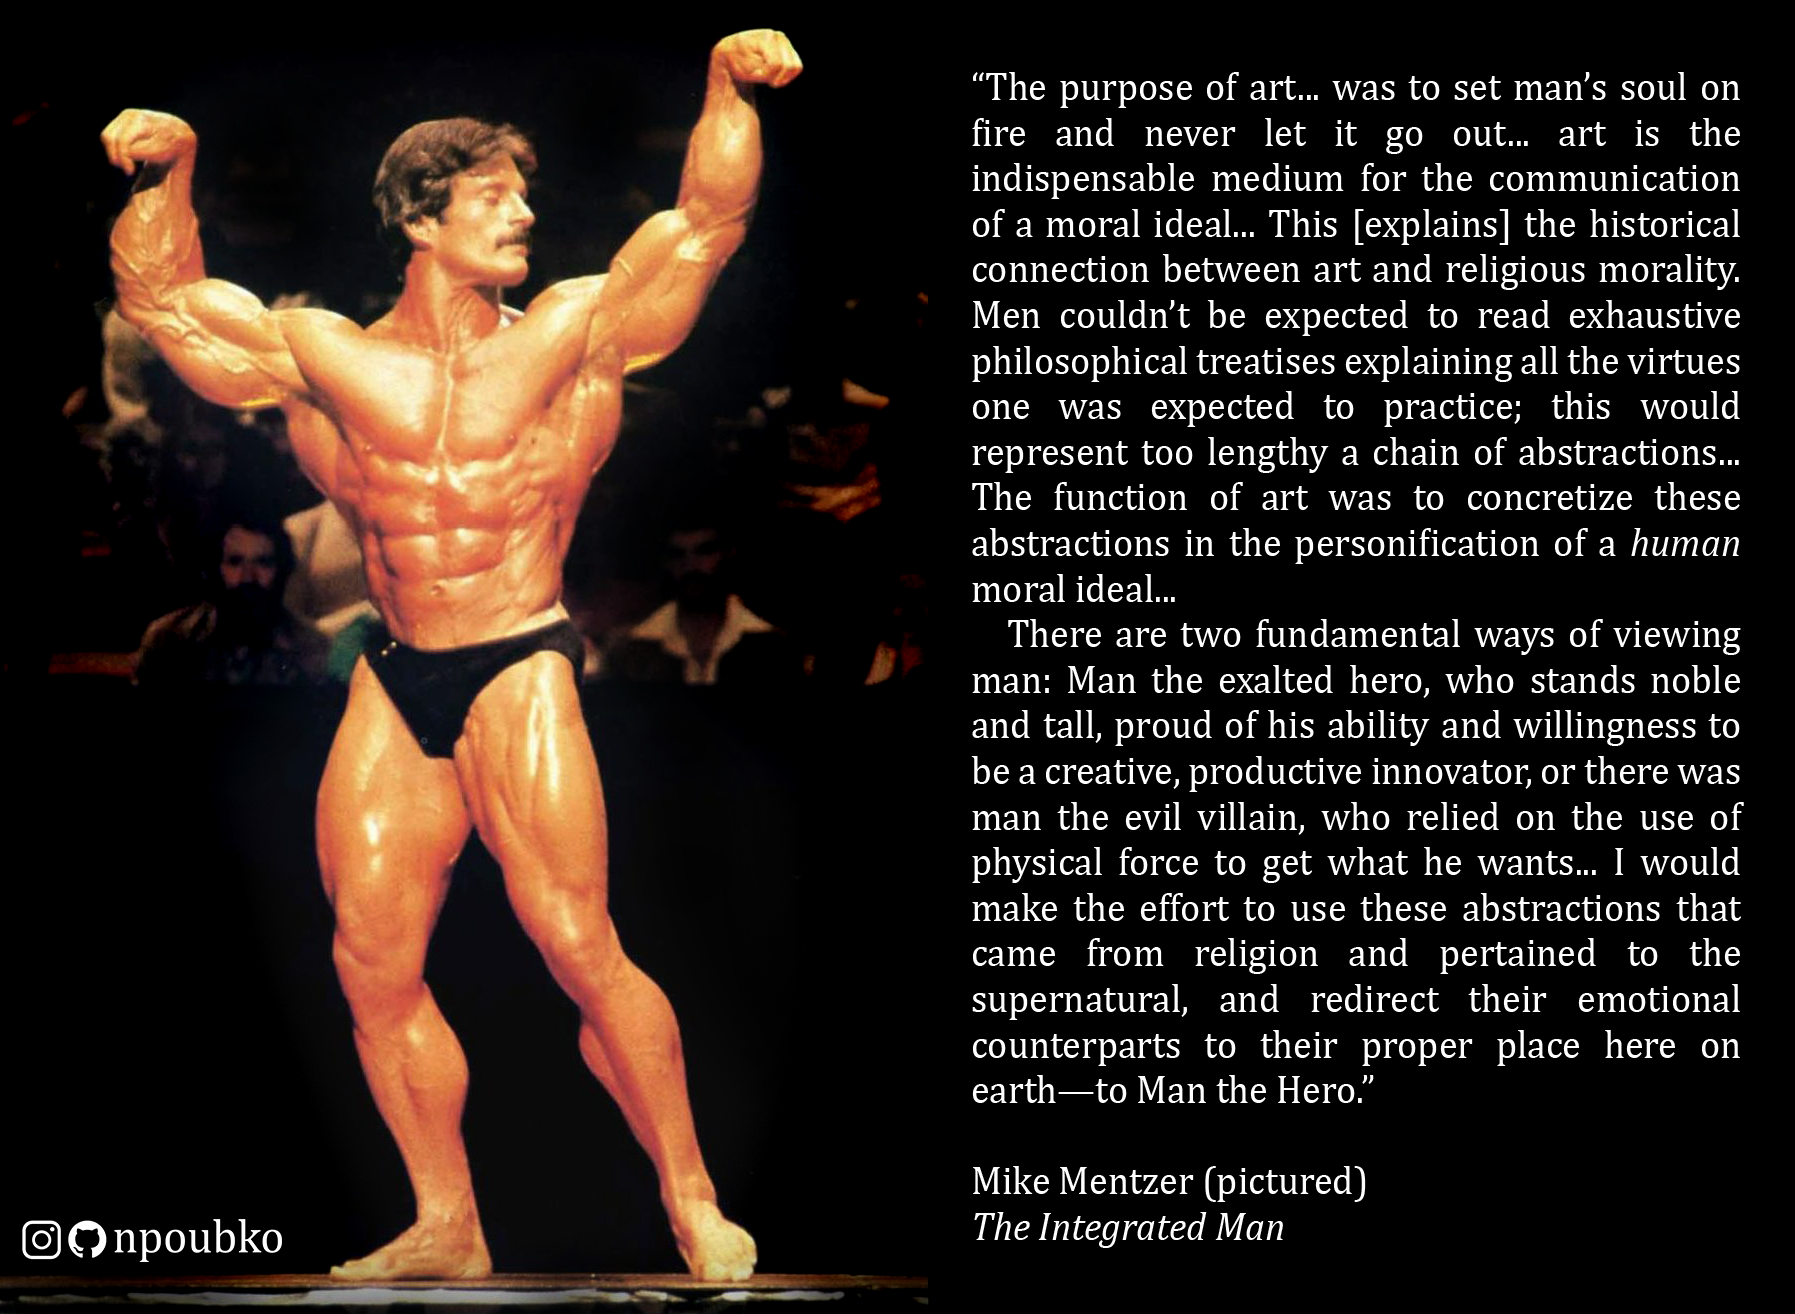 “The purpose of art... was to set man’s soul on
fire and never let it go out... art is the
indispensable medium for the communication
of a moral ideal... This [explains] the historical
connection between art and religious morality.
Men couldn’t be expected to read exhaustive
philosophical treatises explaining all the virtues
one was expected to practice; this would
represent too lengthy a chain of abstractions...
The function of art was to concretize these
abstractions in the personification of a human
moral ideal...
There are two fundamental ways of viewing
man: Man the exalted hero, who stands noble
and tall, proud of his ability and willingness to
be a creative, productive innovator, or there was
man the evil villain, who relied on the use of
physical force to get what he wants... I would
make the effort to use these abstractions that
came from religion and pertained to the
supernatural, and redirect their emotional
counterparts to their proper place here on
earth—to Man the Hero.”
Mike Mentzer (pictured)
The Integrated Man
npoubko